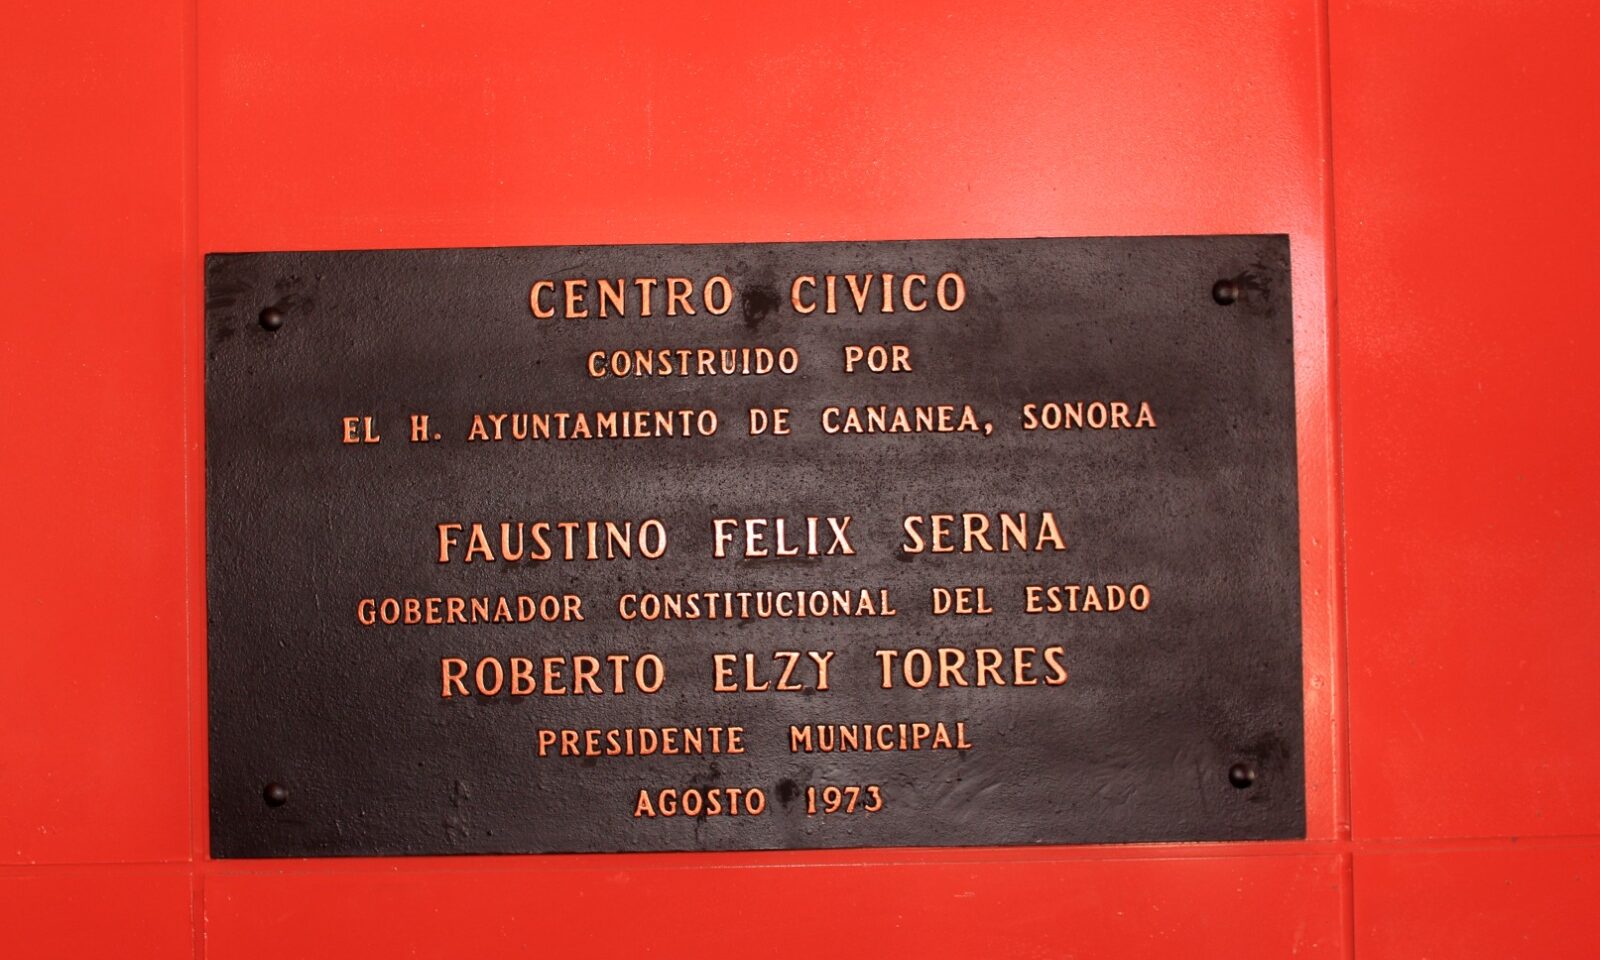 CENTRO CIVICO
CONSTRUIDO POR
EL H. AYUNTAMIENTO DE CANANEA, SONORA
FAUSTINO FELIX SERNA
GOBERNADOR CONSTITUCIONAL DEL ESTADO
ROBERTO ELZY TORRES
PRESIDENTE MUNICIPAL
AGOSTO 1973